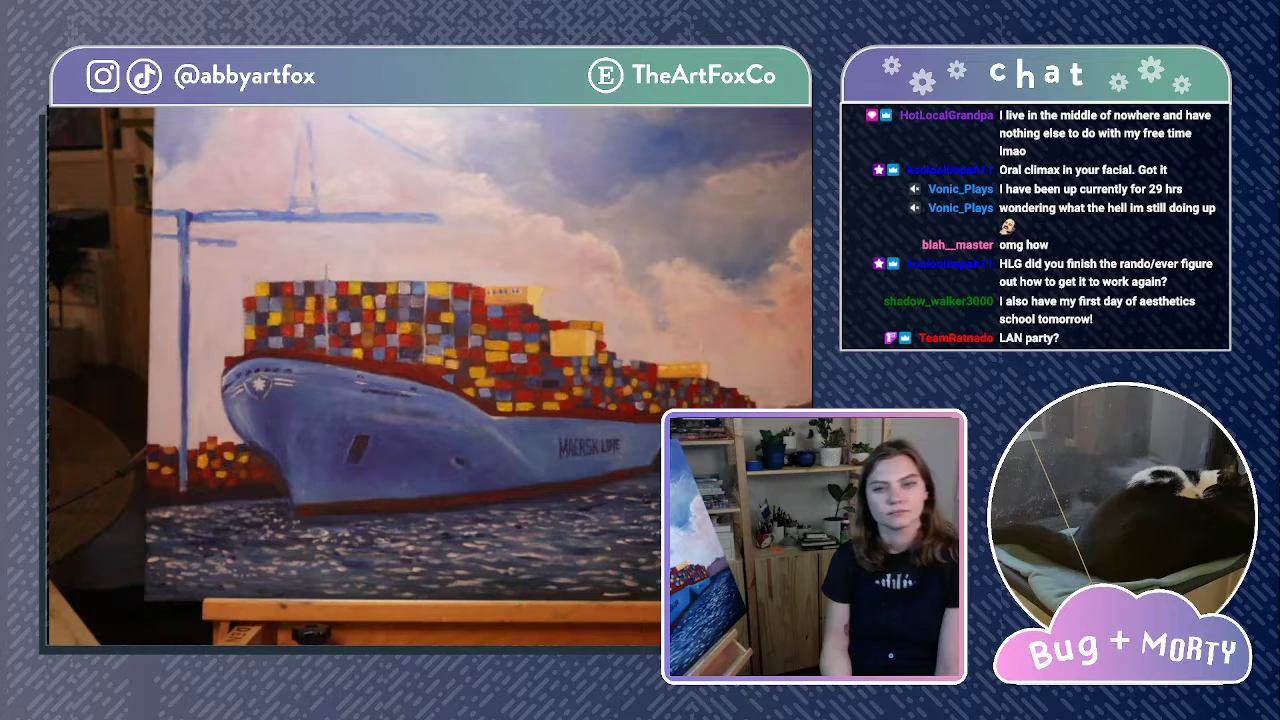 @abbyartfox
TheArtFoxCo
chat
HotLocalGrandpa I live in the middle of nowhere and have
nothing else to do with my free time
lmao
Oral climax in your facial. Got it
Vonic_Plays I have been up currently for 29 hrs
Vonic_Plays wondering what the hell im still doing up
blah__master omg how
HLG did you finish the rando/ever figure
out how to get it to work again?
shadow_walker3000 I also have my first day of aesthetics
school tomorrow!
TeamRatnado LAN party?
MAERSK LINE
Bug + MORTY